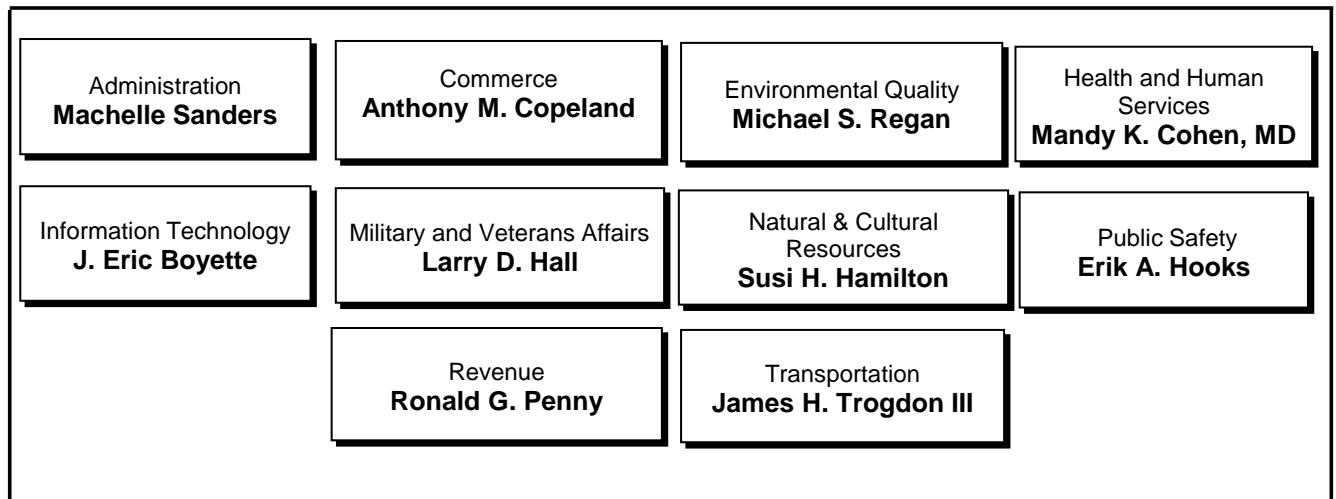 Administration
Machelle Sanders
Commerce
Anthony M. Copeland
Environmental Quality
Michael S. Regan
Health and Human
Services
Mandy K. Cohen, MD
Information Technology
J. Eric Boyette
Military and Veterans Affairs
Larry D. Hall
Natural & Cultural
Resources
Susi H. Hamilton
Public Safety
Erik A. Hooks
Revenue
Ronald G. Penny
Transportation
James H. Trogdon III